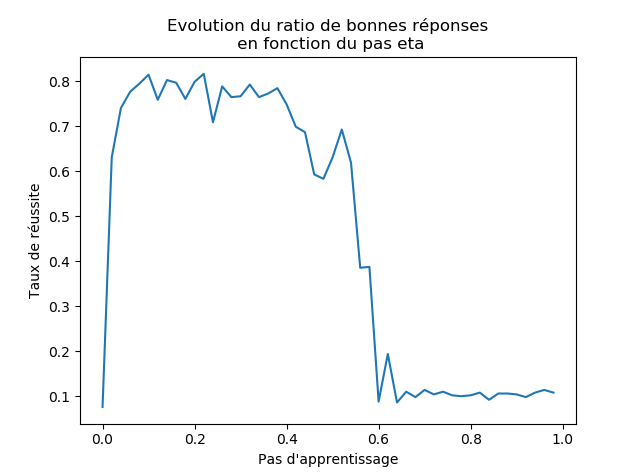 Evolution du ratio de bonnes réponses
en fonction du pas eta
Taux de réussite
0.8
0.7
0.6
0.5
0.4
0.3
0.2
0.1
0.0 0.2 0.4 0.6 0.8 1.0
Pas d'apprentissage